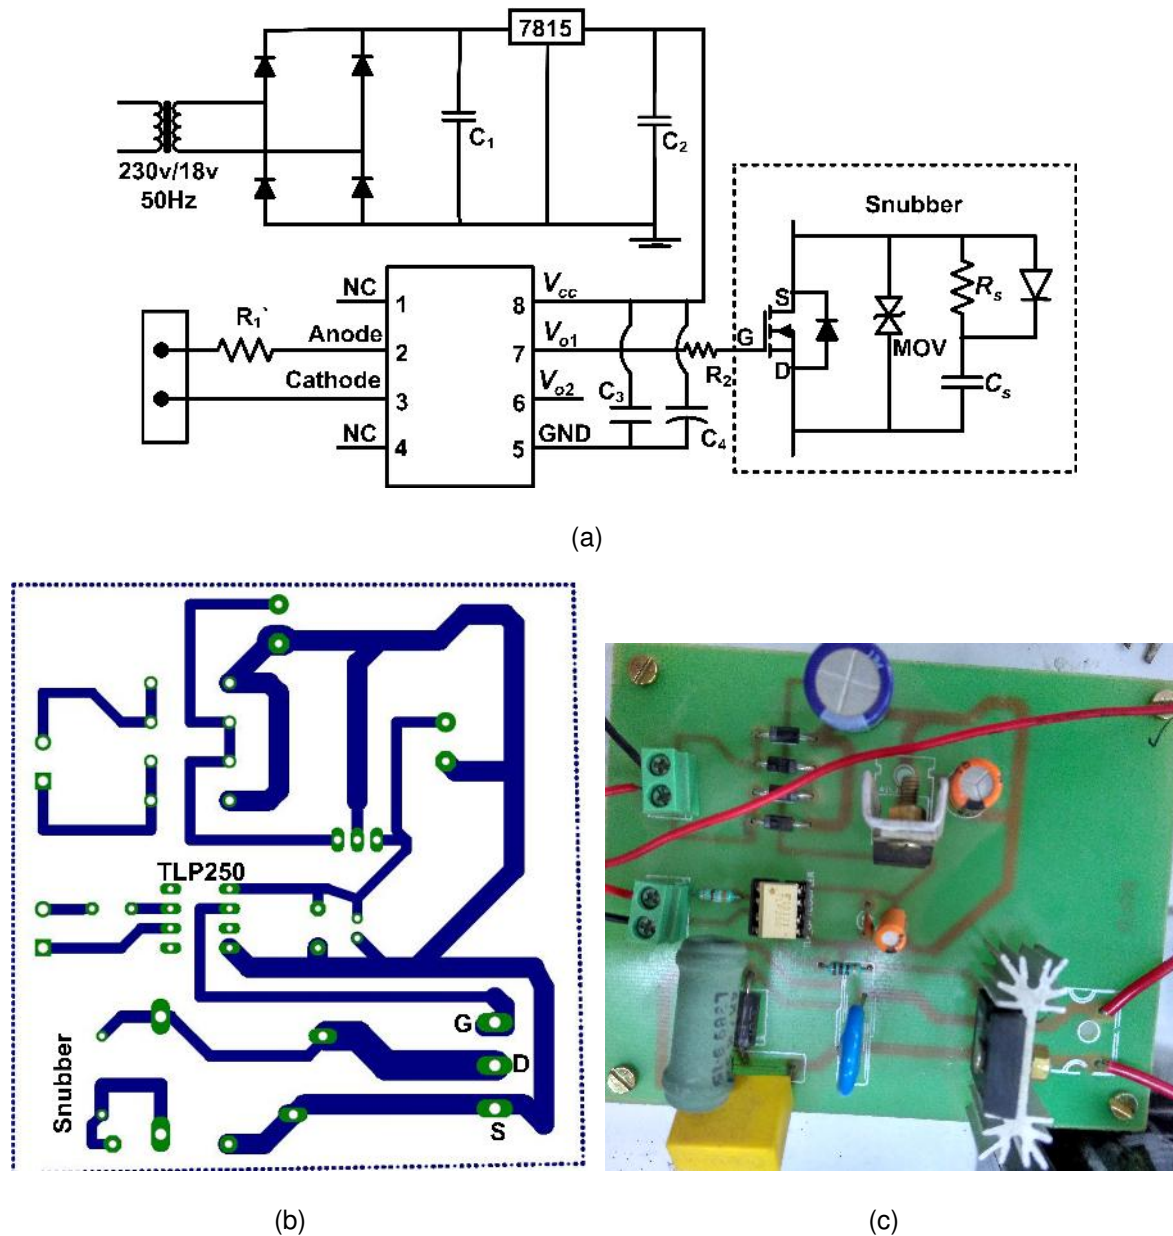 7815
C1
C2
230v/18v
50Hz
Snubber
NC
1
8
Vcc
R1`
Anode
2
7
Vo1
R2
G
S
D
MOV
Rs
Cs
Cathode
3
6
Vo2
C3
C4
NC
4
5
GND
(a)
TLP250
G
D
S
Snubber
(b)
(c)